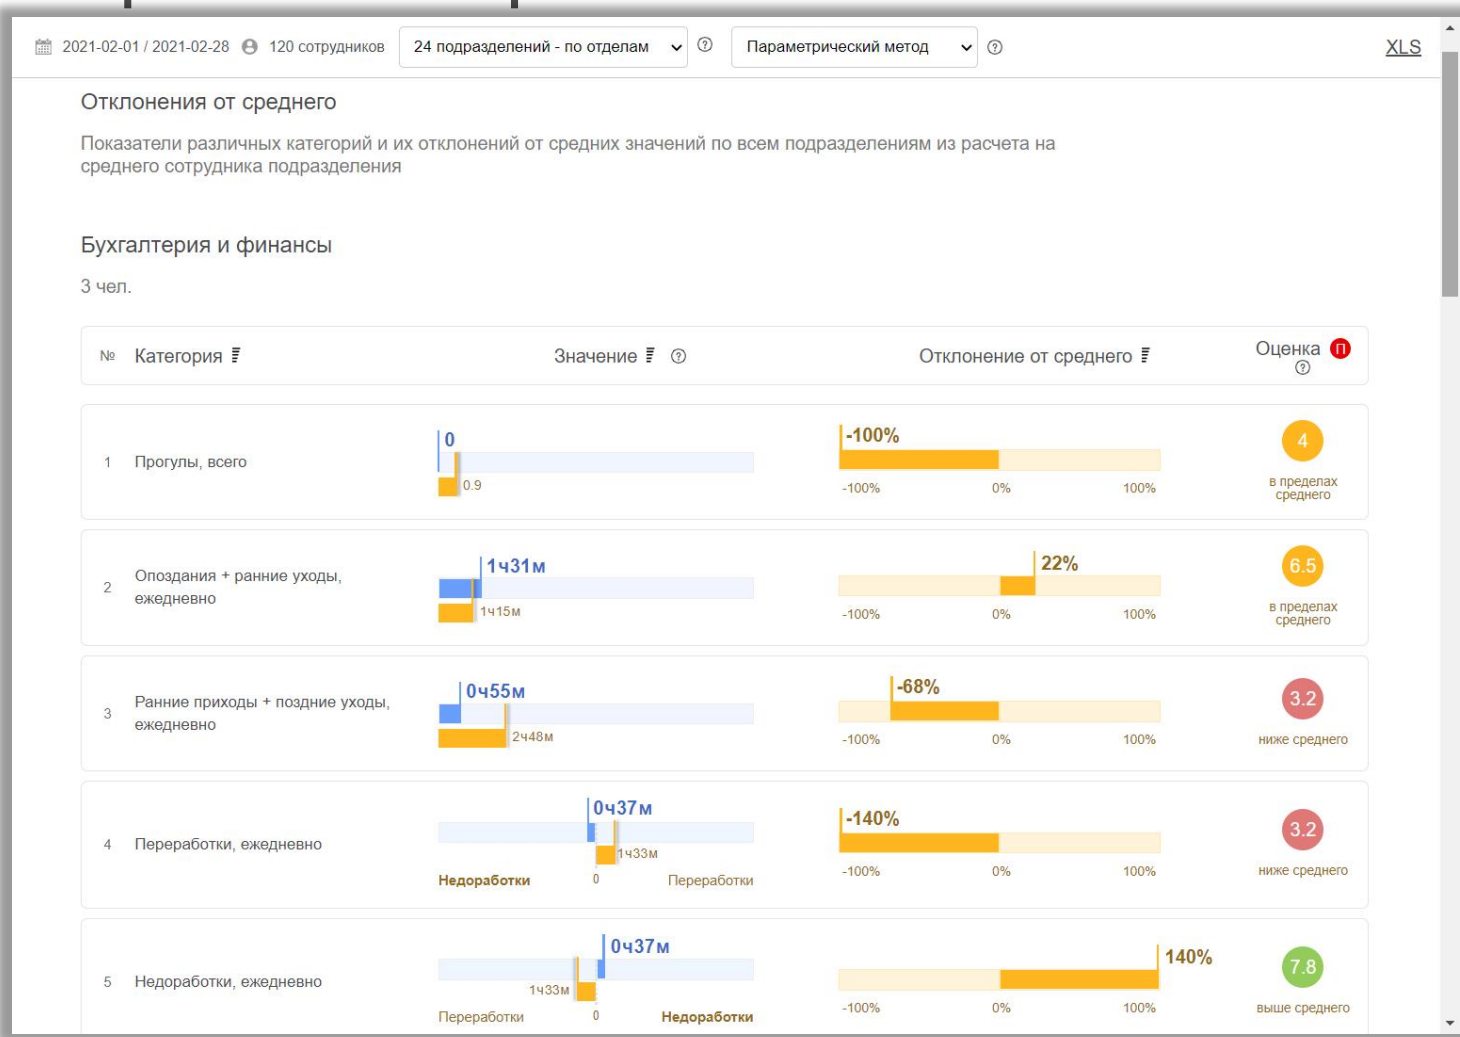 2021-02-01 / 2021-02-28 120 сотрудников 24 подразделений - по отделам Параметрический метод XLS
Отклонения от среднего
Показатели различных категорий и их отклонений от средних значений по всем подразделениям из расчета на
среднего сотрудника подразделения
Бухгалтерия и финансы
3 чел.
№ Категория Значение Отклонение от среднего Оценка П
1 Прогулы, всего
0
0.9
-100%
-100% 0% 100%
4
в пределах
среднего
2 Опоздания + ранние уходы,
ежедневно
1ч31м
1ч15м
22%
-100% 0% 100%
6.5
в пределах
среднего
3 Ранние приходы + поздние уходы,
ежедневно
0ч55м
2ч48м
-68%
-100% 0% 100%
3.2
ниже среднего
4 Переработки, ежедневно
0ч37м
1ч33м
Недоработки 0 Переработки
-140%
-100% 0% 100%
3.2
ниже среднего
5 Недоработки, ежедневно
0ч37м
1ч33м
Переработки 0 Недоработки
140%
-100% 0% 100%
7.8
выше среднего